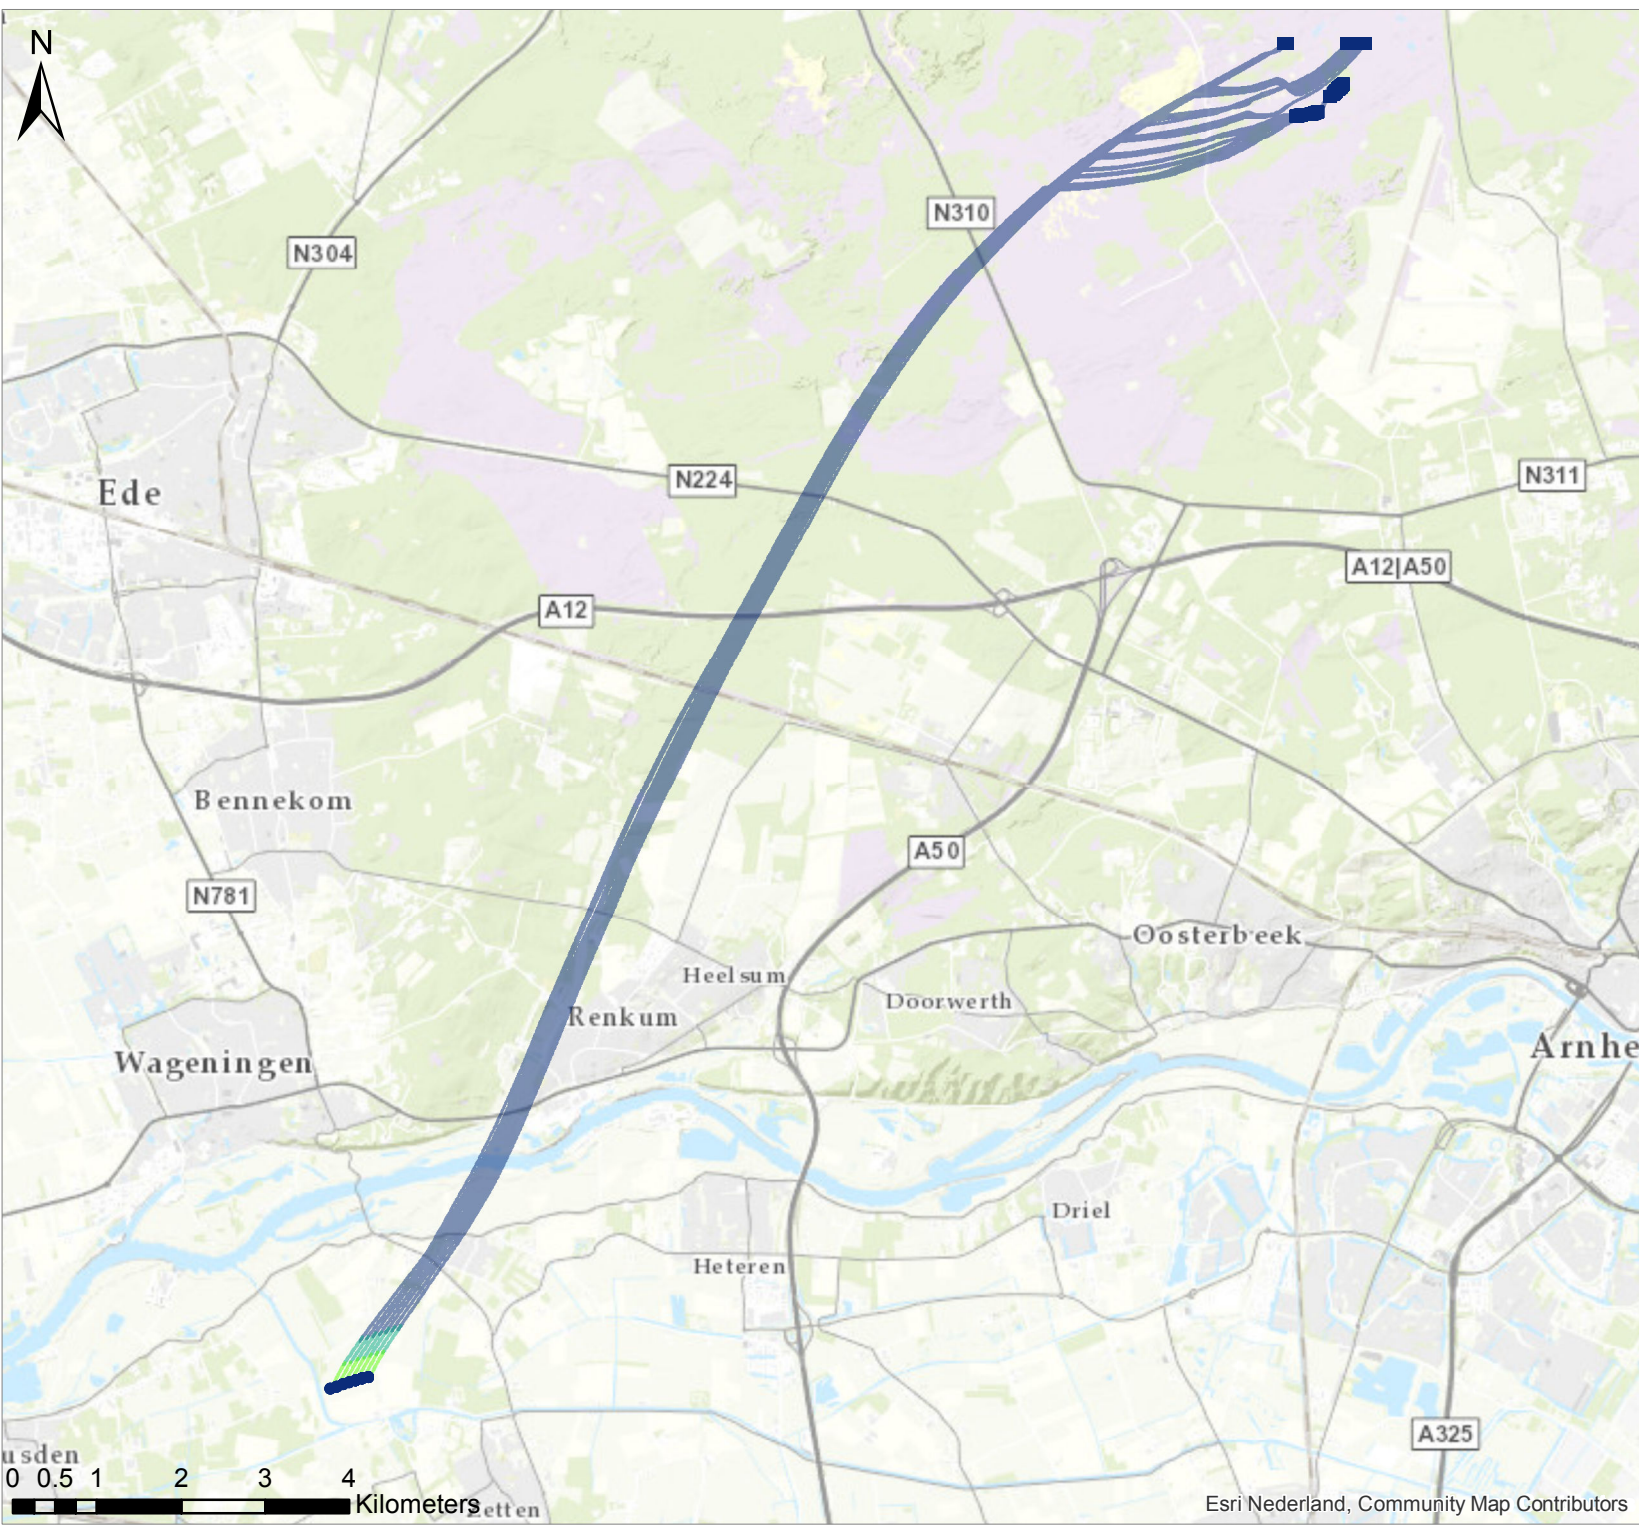 N
N310
N304
N224
N311
Ede
A12|A50
A12
Bennekom
A50
N781
Oosterbeek
Heelsum
Doorwerth
Renkum
Arnhe
Wageningen
Driel
Heteren
A325
usden
0 0.5 1 2 3 4
Kilometers
etten
Esri Nederland, Community Map Contributors